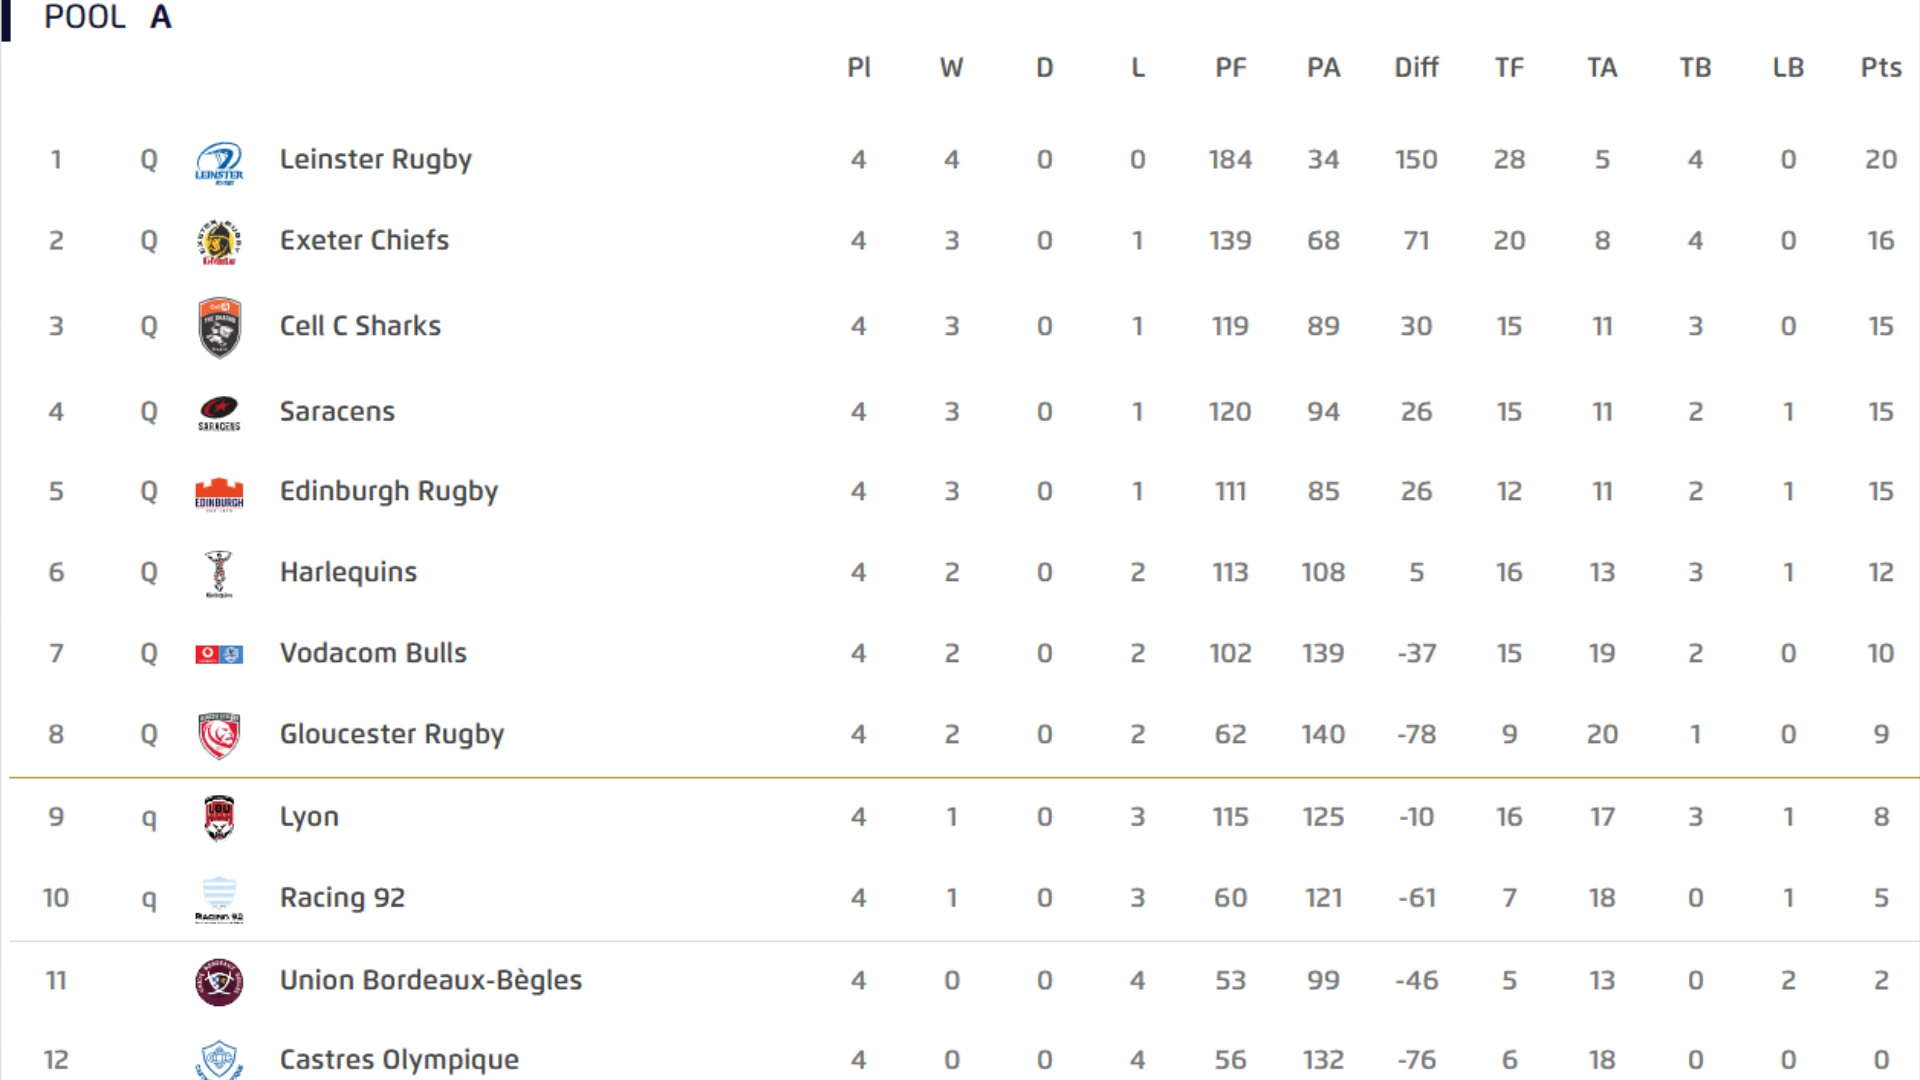 POOL A
Pl W D L PF PA Diff TF TA TB LB Pts
1 Q LEINSTER Leinster Rugby 4 4 0 0 184 34 150 28 5 4 0 20
2 Q Exeter Chiefs 4 3 0 1 139 68 71 20 8 4 0 16
3 Q Cell C Sharks 4 3 0 1 119 89 30 15 11 3 0 15
4 Q SARACENS Saracens 4 3 0 1 120 94 26 15 11 2 1 15
5 Q EDINBURGH Edinburgh Rugby 4 3 0 1 111 85 26 12 11 2 1 15
6 Q Harlequins Harlequins 4 2 0 2 113 108 5 16 13 3 1 12
7 Q Vodacom Bulls 4 2 0 2 102 139 -37 15 19 2 0 10
8 Q Gloucester Rugby 4 2 0 2 62 140 -78 9 20 1 0 9
9 q LOU Lyon 4 1 0 3 115 125 -10 16 17 3 1 8
10 q RACING 92 Racing 92 4 1 0 3 60 121 -61 7 18 0 1 5
11 Union Bordeaux-Bègles 4 0 0 4 53 99 -46 5 13 0 2 2
12 Castres Olympique 4 0 0 4 56 132 -76 6 18 0 0 0